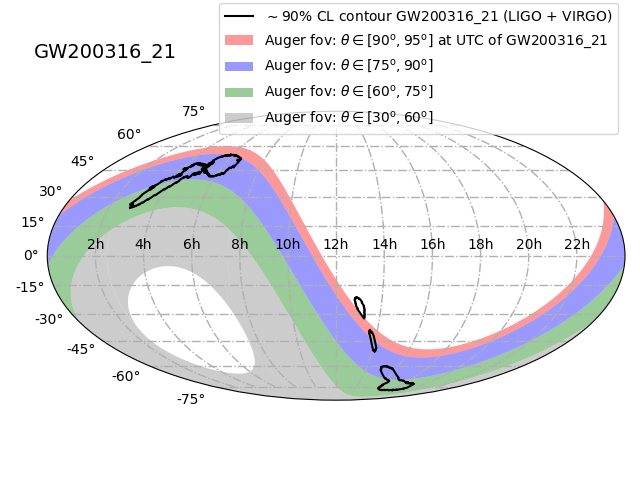 GW200316_21
~90% CL contour GW200316_21 (LIGO + VIRGO)
Auger fov: θ ∈ [90°, 95°] at UTC of GW200316_21
Auger fov: θ ∈ [75°, 90°]
Auger fov: θ ∈ [60°, 75°]
Auger fov: θ ∈ [30°, 60°]
75°
60°
45°
30°
15°
0°
2h 4h 6h 8h 10h 12h 14h 16h 18h 20h 22h
-15°
-30°
-45°
-60°
-75°